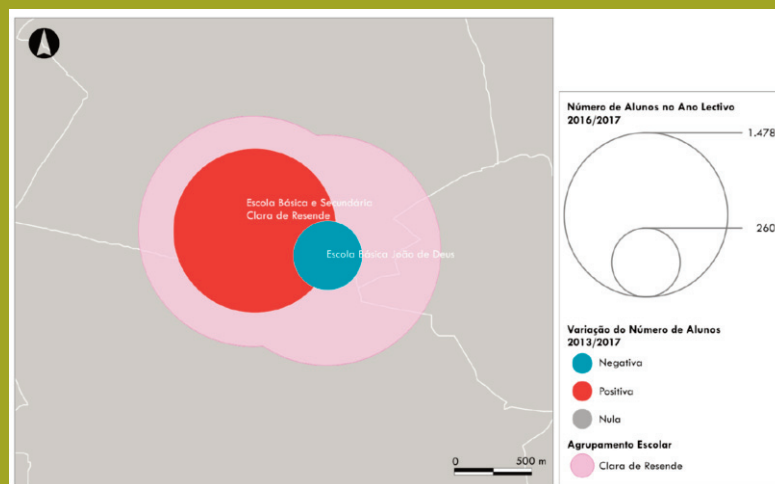 Escola Básica e Secundária
Clara de Resende
Escola Básica João de Deus
0 500 m
Número de Alunos no Ano Lectivo
2016/2017
1.478
260
Variação do Número de Alunos
2013/2017
Negativa
Positiva
Nula
Agrupamento Escolar
Clara de Resende